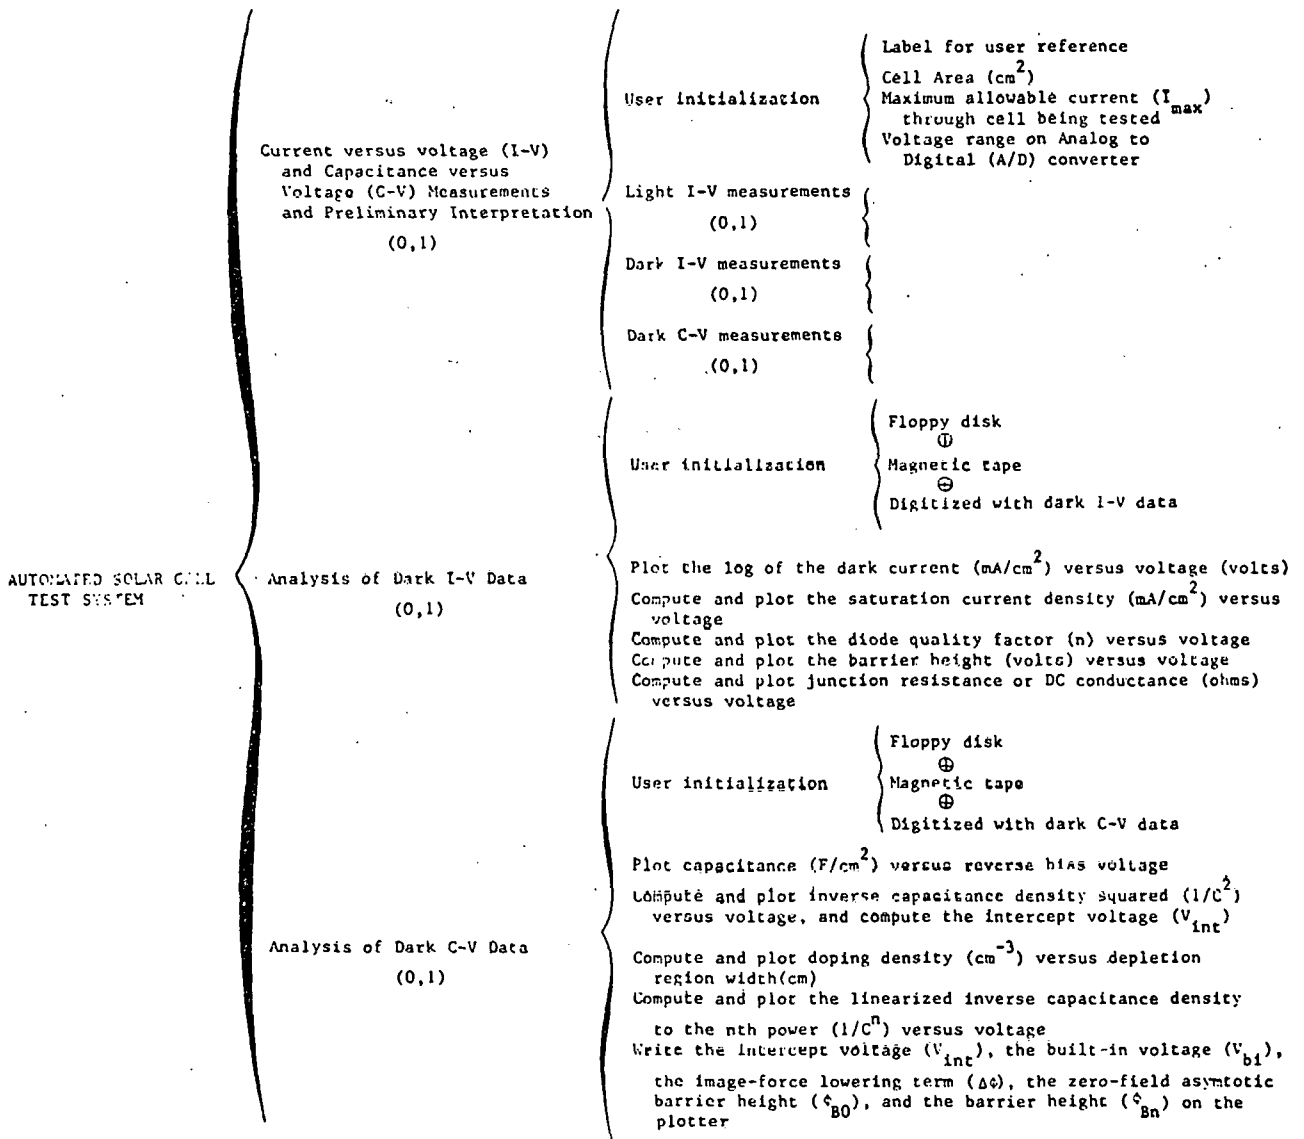 Label for user reference
Cell Area (cm²)
User initialization
Maximum allowable current (I_max)
through cell being tested
Voltage range on Analog to
Digital (A/D) converter
Current versus voltage (I-V)
and Capacitance versus
Voltage (C-V) Measurements
and Preliminary Interpretation
(0,1)
Light I-V measurements
(0,1)
Dark I-V measurements
(0,1)
Dark C-V measurements
(0,1)
User initialization
Floppy disk
⊕
Magnetic tape
⊕
Digitized with dark I-V data
AUTOMATED SOLAR CELL
TEST SYSTEM
Analysis of Dark I-V Data
(0,1)
Plot the log of the dark current (mA/cm²) versus voltage (volts)
Compute and plot the saturation current density (mA/cm²) versus
voltage
Compute and plot the diode quality factor (n) versus voltage
Compute and plot the barrier height (volts) versus voltage
Compute and plot junction resistance or DC conductance (ohms)
versus voltage
User initialization
Floppy disk
⊕
Magnetic tape
⊕
Digitized with dark C-V data
Analysis of Dark C-V Data
(0,1)
Plot capacitance (F/cm²) versus reverse bias voltage
Compute and plot inverse capacitance density squared (1/C²)
versus voltage, and compute the intercept voltage (V_int)
Compute and plot doping density (cm⁻³) versus depletion
region width(cm)
Compute and plot the linearized inverse capacitance density
to the nth power (1/Cⁿ) versus voltage
Write the intercept voltage (V_int), the built-in voltage (V_bi),
the image-force lowering term (Δϕ), the zero-field asymtotic
barrier height (ϕ_B0), and the barrier height (ϕ_Bn) on the
plotter